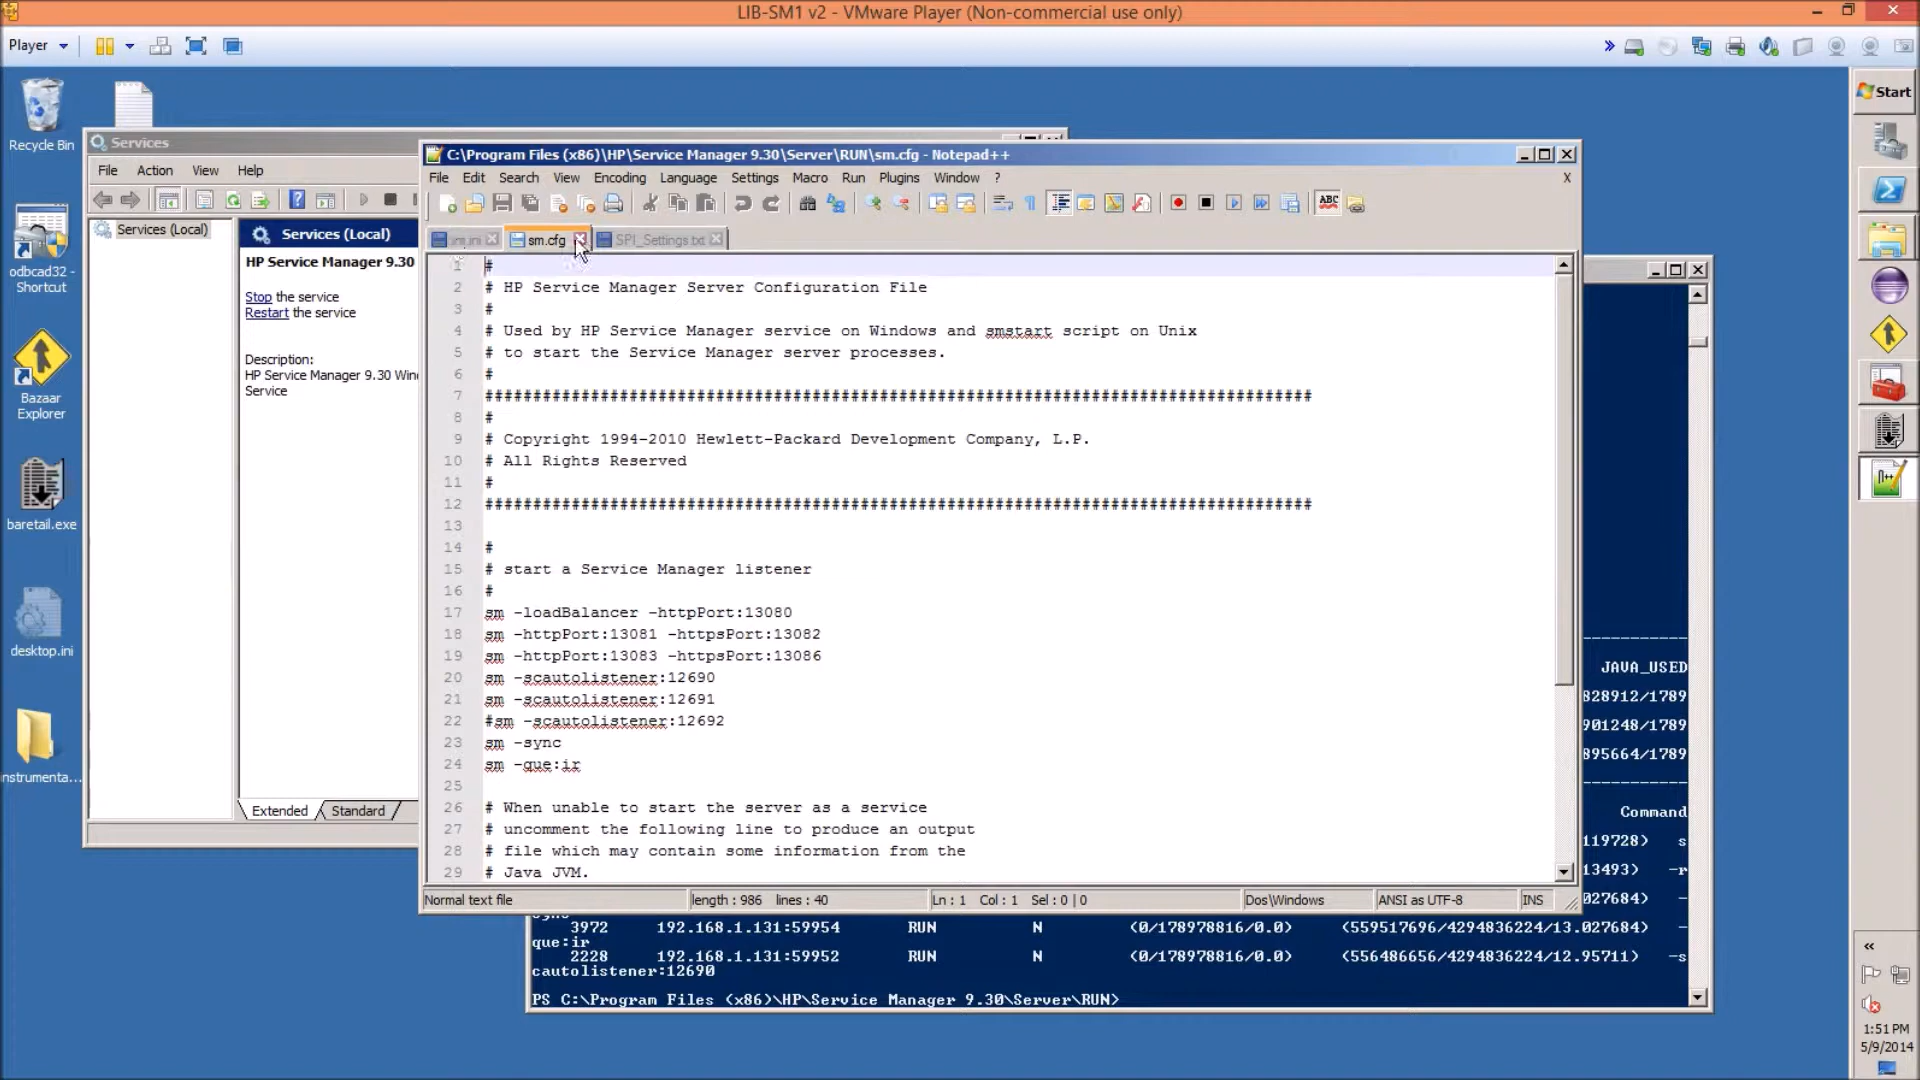 LIB-SM1 v2 - VMware Player (Non-commercial use only)
Player
Recycle Bin
odbcad32 -
Shortcut
Bazaar
Explorer
baretail.exe
desktop.ini
instrumenta...
Services
File Action View Help
Services (Local)
Services (Local)
HP Service Manager 9.30
Stop the service
Restart the service
Description:
HP Service Manager 9.30 Win
Service
Extended
Standard
C:\Program Files (x86)\HP\Service Manager 9.30\Server\RUN\sm.cfg - Notepad++
File Edit Search View Encoding Language Settings Macro Run Plugins Window ?
X
ABC
sm.cfg
SPI_Settings.txt
1 #
2 # HP Service Manager Server Configuration File
3 #
4 # Used by HP Service Manager service on Windows and smstart script on Unix
5 # to start the Service Manager server processes.
6 #
7 ######################################################################################
8 #
9 # Copyright 1994-2010 Hewlett-Packard Development Company, L.P.
10 # All Rights Reserved
11 #
12 ######################################################################################
13
14 #
15 # start a Service Manager listener
16 #
17 sm -loadBalancer -httpPort:13080
18 sm -httpPort:13081 -httpsPort:13082
19 sm -httpPort:13083 -httpsPort:13086
20 sm -scautolistener:12690
21 sm -scautolistener:12691
22 #sm -scautolistener:12692
23 sm -sync
24 sm -que:ir
25
26 # When unable to start the server as a service
27 # uncomment the following line to produce an output
28 # file which may contain some information from the
29 # Java JVM.
Normal text file
length : 986 lines : 40
Ln : 1 Col : 1 Sel : 0 | 0
Dos\Windows
ANSI as UTF-8
INS
JAVA_USED
828912/1789
901248/1789
895664/1789
Command
119728) s
13493) -r
027684) -
3972 192.168.1.131:59954 RUN N (0/178978816/0.0) (559517696/4294836224/13.027684) -
que:ir
2228 192.168.1.131:59952 RUN N (0/178978816/0.0) (556486656/4294836224/12.95711) -s
cautolistener:12690
PS C:\Program Files (x86)\HP\Service Manager 9.30\Server\RUN>
Start
1:51 PM
5/9/2014